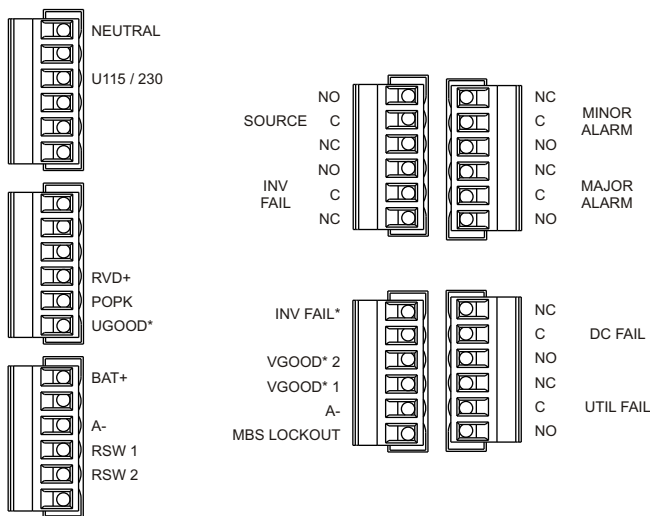 NEUTRAL
U115 / 230
RVD+
POPK
UGOOD*
BAT+
A-
RSW 1
RSW 2
NO
SOURCE C
NC
NO
INV
FAIL
C
NC
NC
C
MINOR
ALARM
NO
NC
C
MAJOR
ALARM
NO
INV FAIL*
VGOOD* 2
VGOOD* 1
A-
MBS LOCKOUT
NC
C DC FAIL
NO
NC
C UTIL FAIL
NO